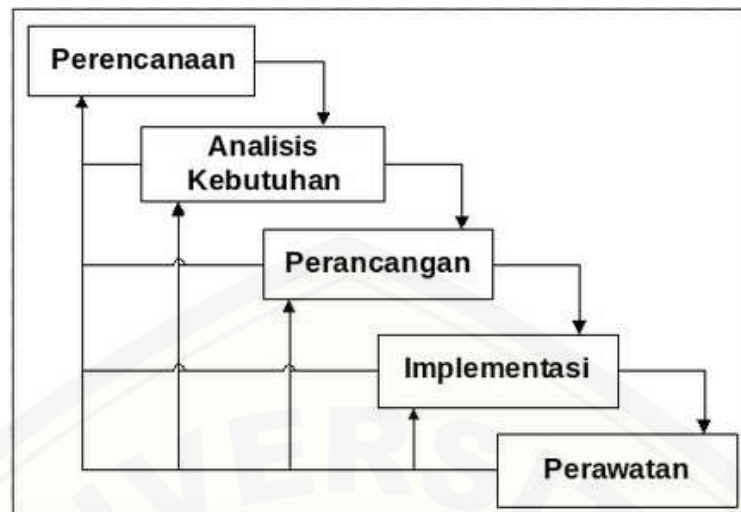 Perencanaan
Analisis
Kebutuhan
Perancangan
Implementasi
Perawatan